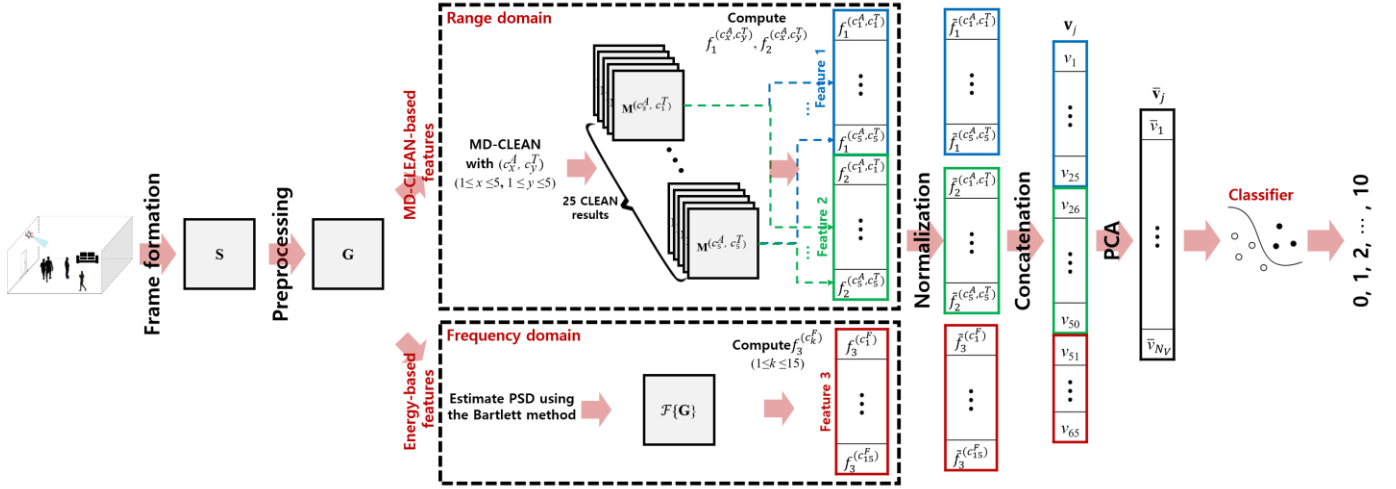 Frame formation
S
Preprocessing
G
MD-CLEAN-based
features
Energy-based
features
Range domain
MD-CLEAN
with (c_x^A, c_y^T)
(1≤ x ≤5, 1 ≤ y ≤5)
M^(c_s^A, c_1^T)
25 CLEAN
results
M^(c_5^A, c_5^T)
Compute
f_1^(c_x^A,c_y^T), f_2^(c_x^A,c_y^T)
Feature 1
Feature 2
f_1^(c_1^A,c_1^T)
f_1^(c_5^A,c_5^T)
f_2^(c_1^A,c_1^T)
f_2^(c_5^A,c_5^T)
Frequency domain
Estimate PSD using
the Bartlett method
ℱ{G}
Compute f_3^(c_k^F)
(1≤k ≤15)
Feature 3
f_3^(c_1^F)
f_3^(c_15^F)
Normalization
f̃_1^(c_1^A,c_1^T)
f̃_1^(c_5^A,c_5^T)
f̃_2^(c_1^A,c_1^T)
f̃_2^(c_5^A,c_5^T)
f̃_3^(c_1^F)
f̃_3^(c_15^F)
Concatenation
v_j
v_1
v_25
v_26
v_50
v_51
v_65
PCA
v̄_j
v̄_1
v̄_N_V
Classifier
0, 1, 2, ⋯, 10